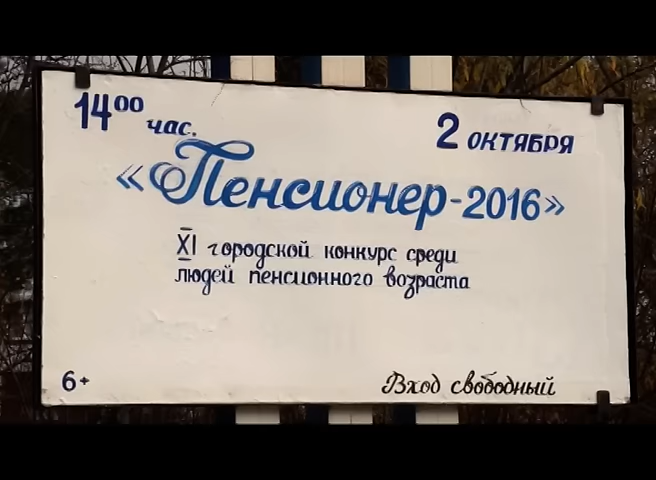 14⁰⁰ час.
2 октября
«Пенсионер-2016»
XI городской конкурс среди
людей пенсионного возраста
6+
Вход свободный